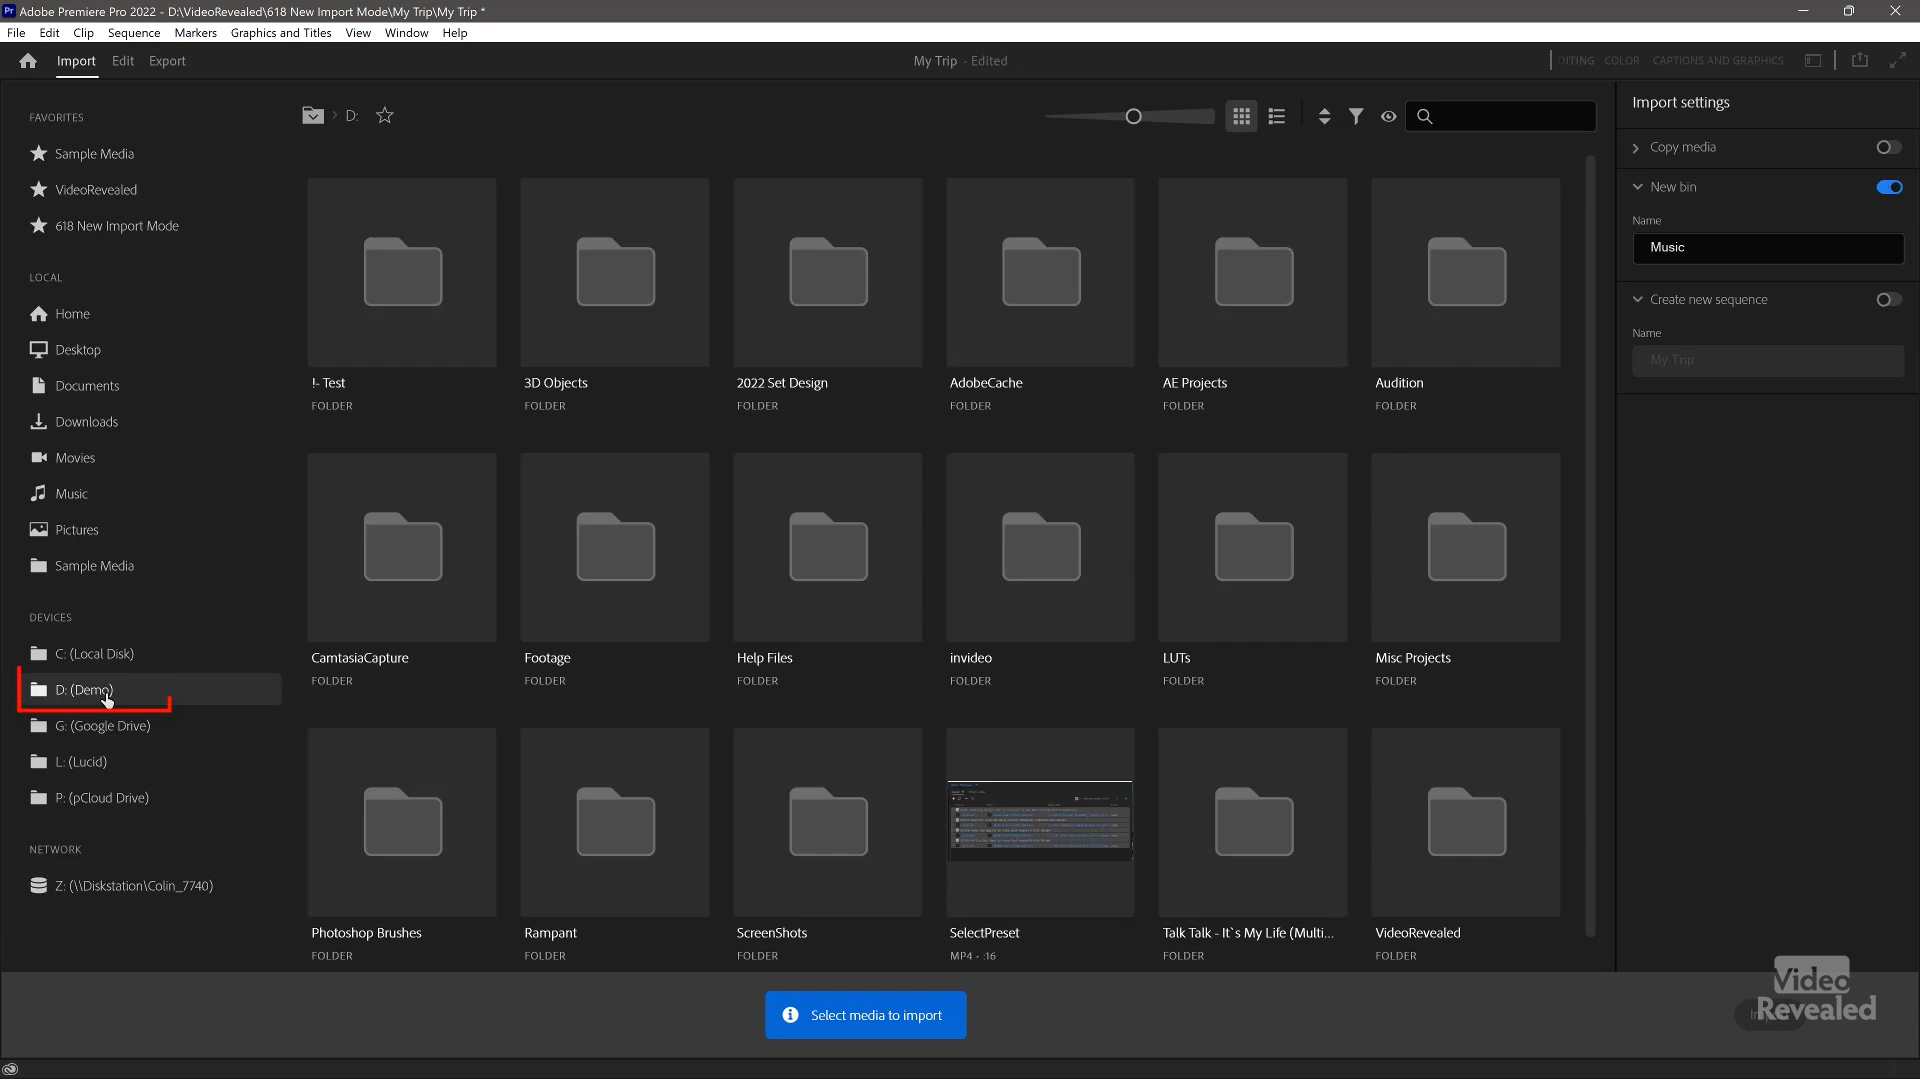 Adobe Premiere Pro 2022 - D:\VideoRevealed\618 New Import Mode\My Trip\My Trip *
File Edit Clip Sequence Markers Graphics and Titles View Window Help
Import Edit Export
My Trip - Edited
COLOR CAPTIONS AND GRAPHICS
FAVORITES
Sample Media
VideoRevealed
618 New Import Mode
LOCAL
Home
Desktop
Documents
Downloads
Movies
Music
Pictures
Sample Media
DEVICES
C: (Local Disk)
D: (Demo)
G: (Google Drive)
L: (Lucid)
P: (pCloud Drive)
NETWORK
Z: (\\Diskstation\Colin_7740)
D:
!- Test 3D Objects 2022 Set Design AdobeCache AE Projects Audition
FOLDER FOLDER FOLDER FOLDER FOLDER FOLDER
CamtasiaCapture Footage Help Files invideo LUTs Misc Projects
FOLDER FOLDER FOLDER FOLDER FOLDER FOLDER
Photoshop Brushes Rampant ScreenShots SelectPreset Talk Talk - It`s My Life (Multi... VideoRevealed
FOLDER FOLDER FOLDER MP4 - :16 FOLDER FOLDER
Import settings
Copy media
New bin
Name
Music
Create new sequence
Name
My Trip
Select media to import
Video
Revealed